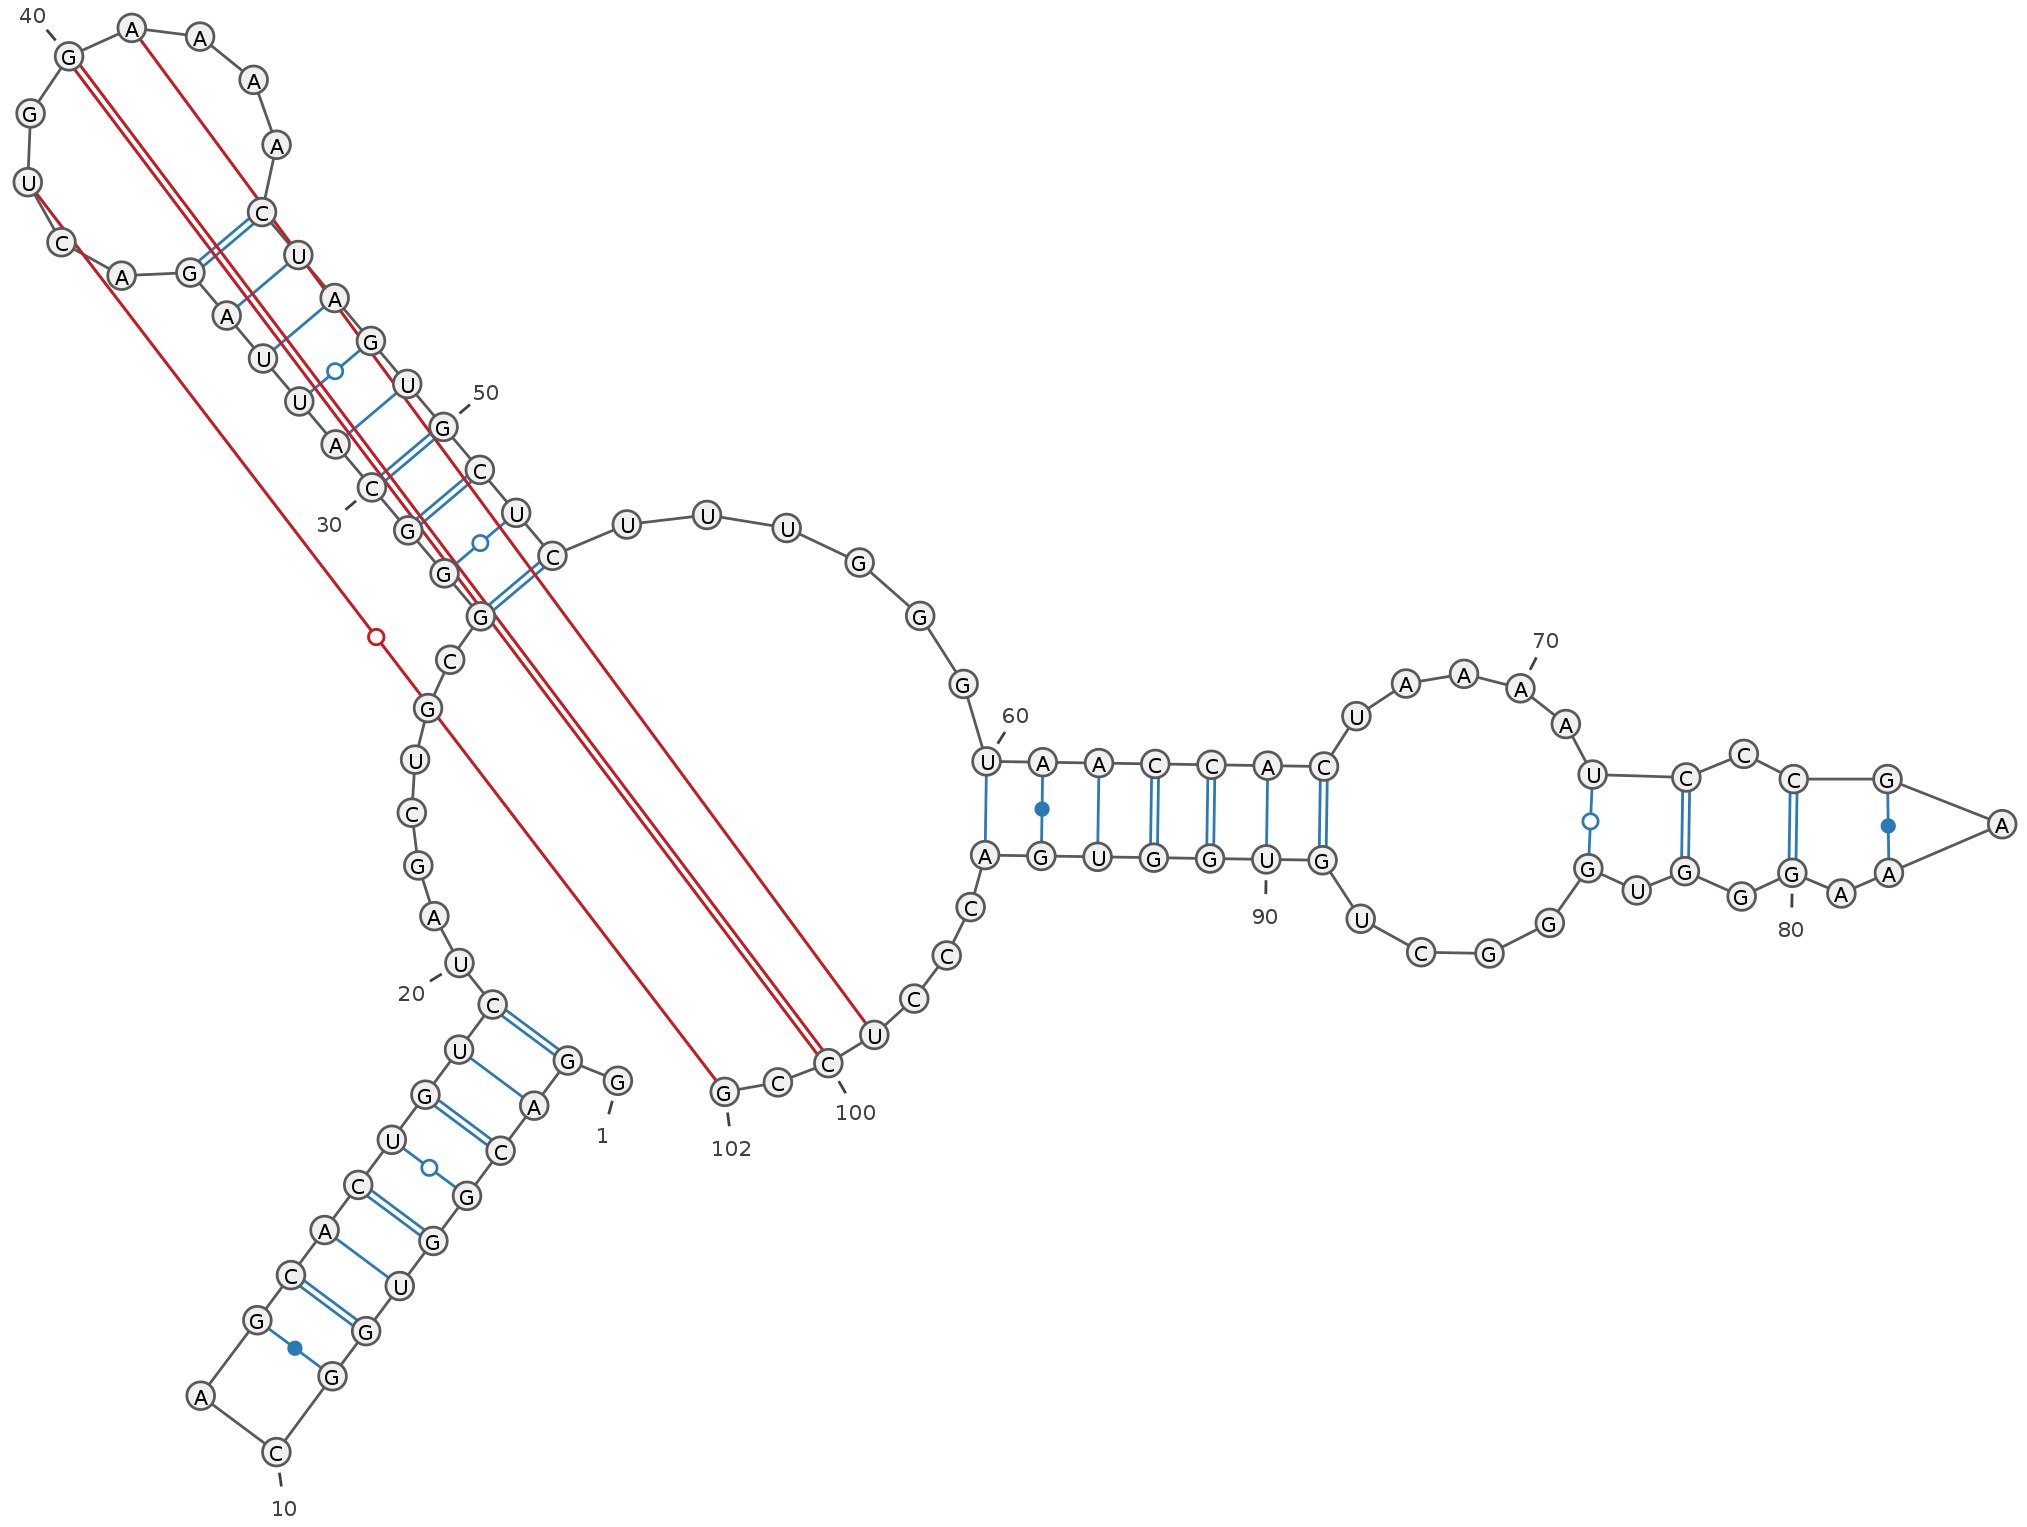 1
G G A C G G U G G C
10
A G C A C U G U C U
20
A G C U G C G G G C
30
A U U A G A C U G G
40
A A A A C U A G U G
50
C U C U U U G G G U
60
A A C C A C U A A A
70
A U C C C G A A A G
80
G G U G G G C U G U
90
G G U G A C C C U C
100
C G
102